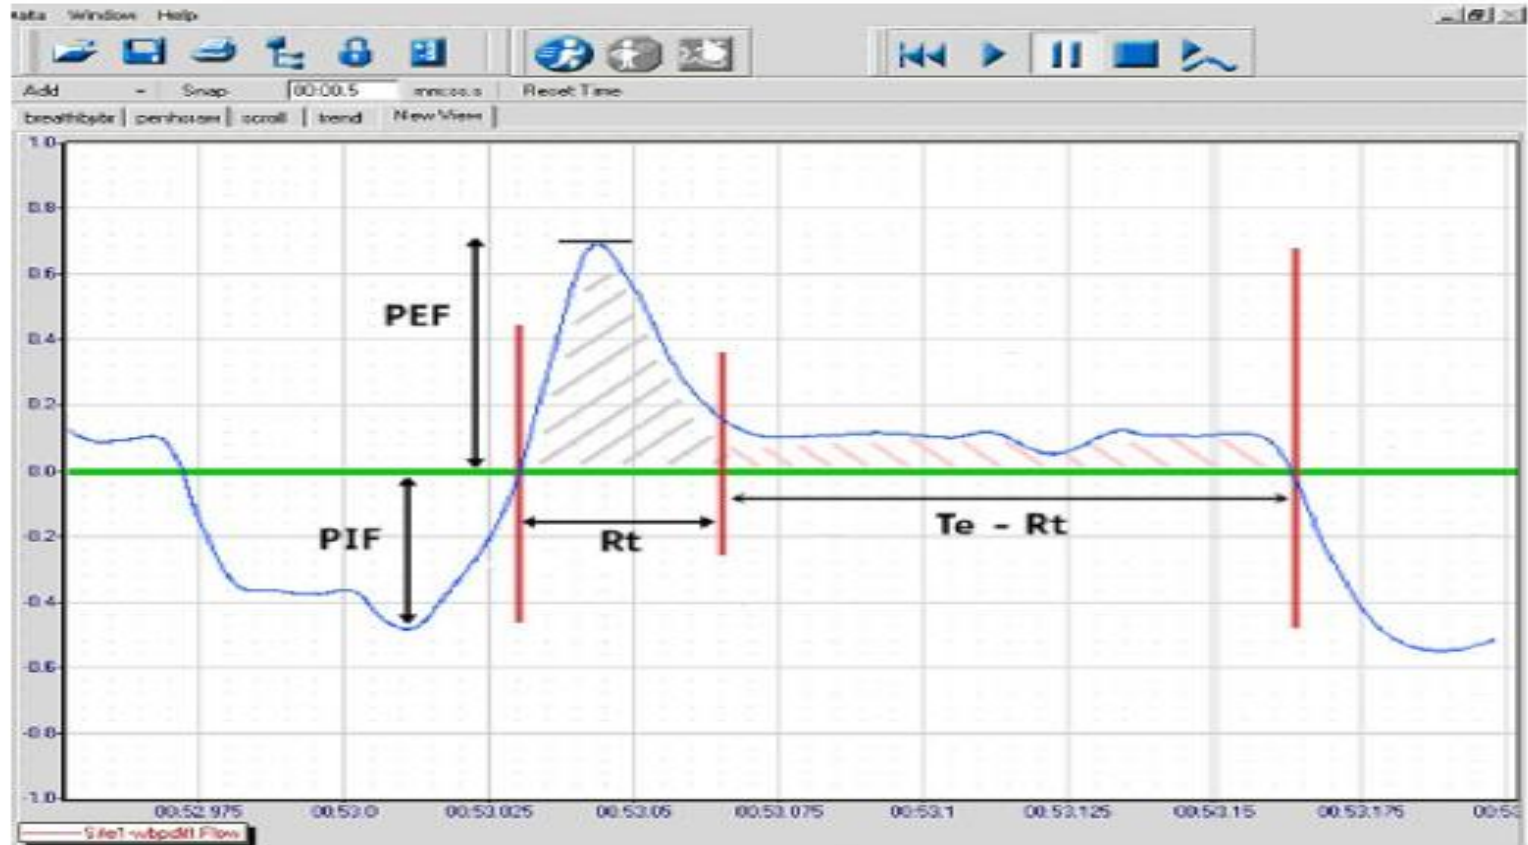 Window Help
Add Snap 00:00.5 mm:ss.s Reset Time
scroll trend New View
1.0
0.8
0.6
PEF
0.4
0.2
0.0
-0.2
PIF Rt Te - Rt
-0.4
-0.6
-0.8
-1.0
00:52.975 00:53.0 00:53.025 00:53.05 00:53.075 00:53.1 00:53.125 00:53.15 00:53.175
Flow